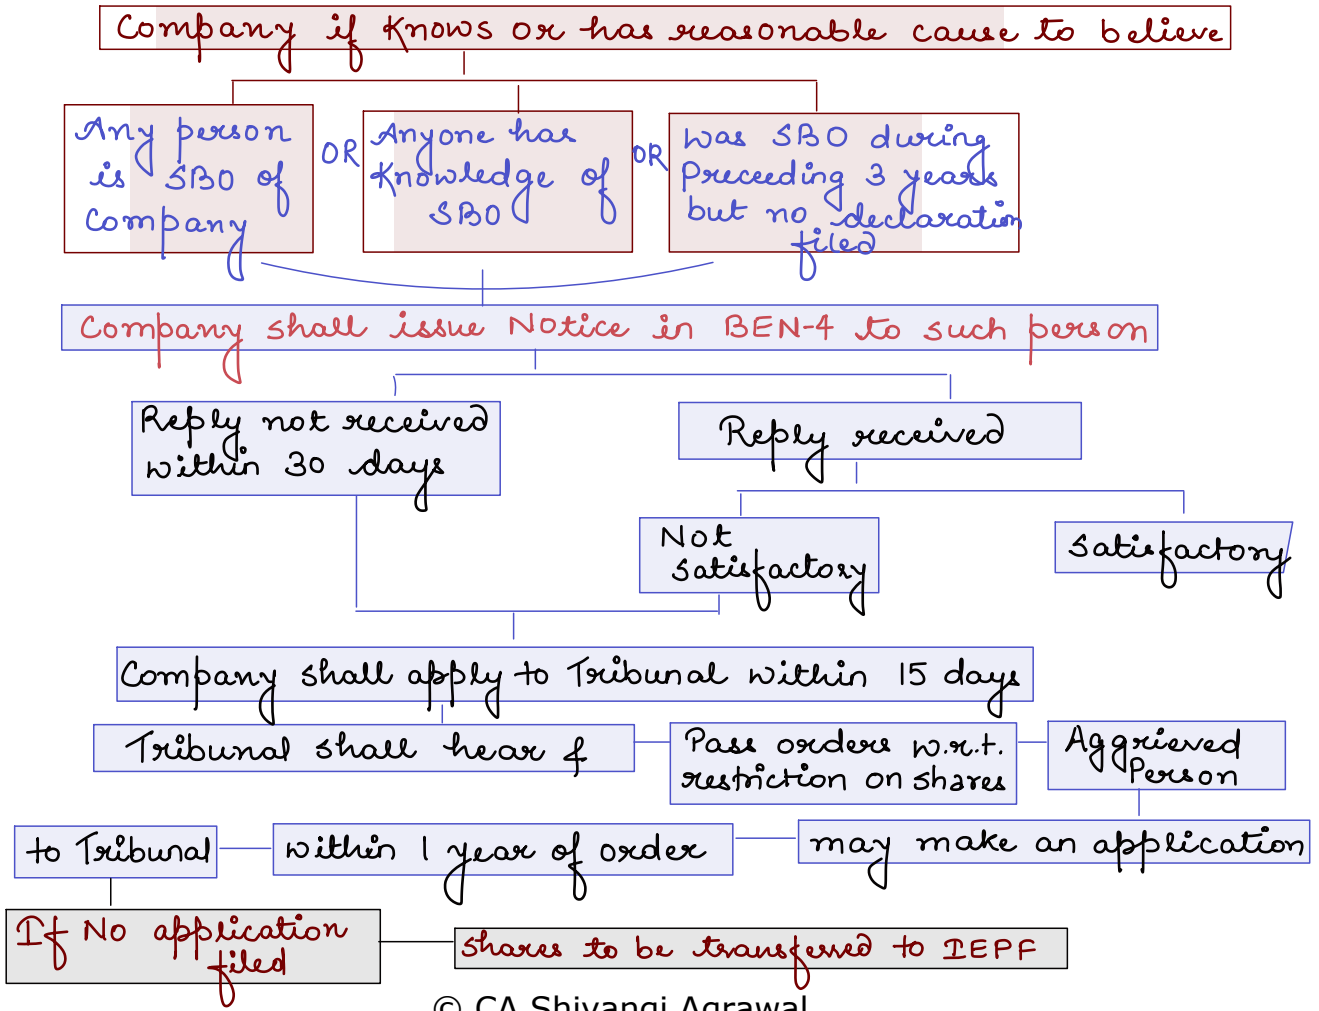 Company if Knows or has reasonable cause to believe
Any person
is SBO of
Company
OR
Anyone has
Knowledge of
SBO
OR
was SBO during
Preceeding 3 years
but no declaration
filed
Company shall issue Notice in BEN-4 to such person
Reply not received
within 30 days
Reply received
Not
Satisfactory
Satisfactory
Company shall apply to Tribunal within 15 days
Tribunal shall hear &
Pass orders w.r.t.
restriction on shares
Aggrieved
Person
may make an application
within 1 year of order
to Tribunal
If No application
filed
Shares to be transferred to IEPF
© CA Shivangi Agrawal